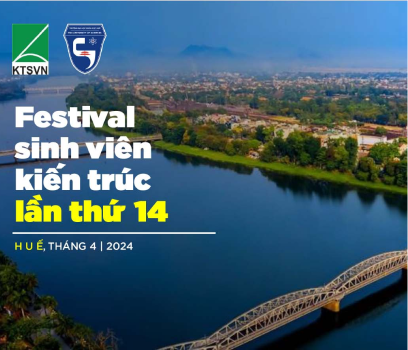 KTSVN
Festival
sinh viên
kiến trúc
lần thứ 14
HUẾ, THÁNG 4 | 2024